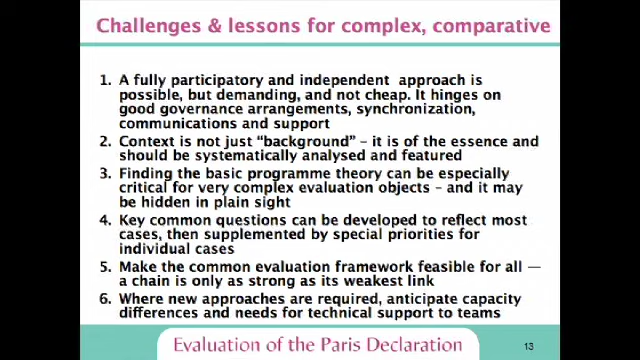 Challenges & lessons for complex, comparative
1. A fully participatory and independent approach is
possible, but demanding, and not cheap. It hinges on
good governance arrangements, synchronization,
communications and support
2. Context is not just “background” – it is of the essence and
should be systematically analysed and featured
3. Finding the basic programme theory can be especially
critical for very complex evaluation objects – and it may
be hidden in plain sight
4. Key common questions can be developed to reflect most
cases, then supplemented by special priorities for
individual cases
5. Make the common evaluation framework feasible for all —
a chain is only as strong as its weakest link
6. Where new approaches are required, anticipate capacity
differences and needs for technical support to teams
Evaluation of the Paris Declaration
13